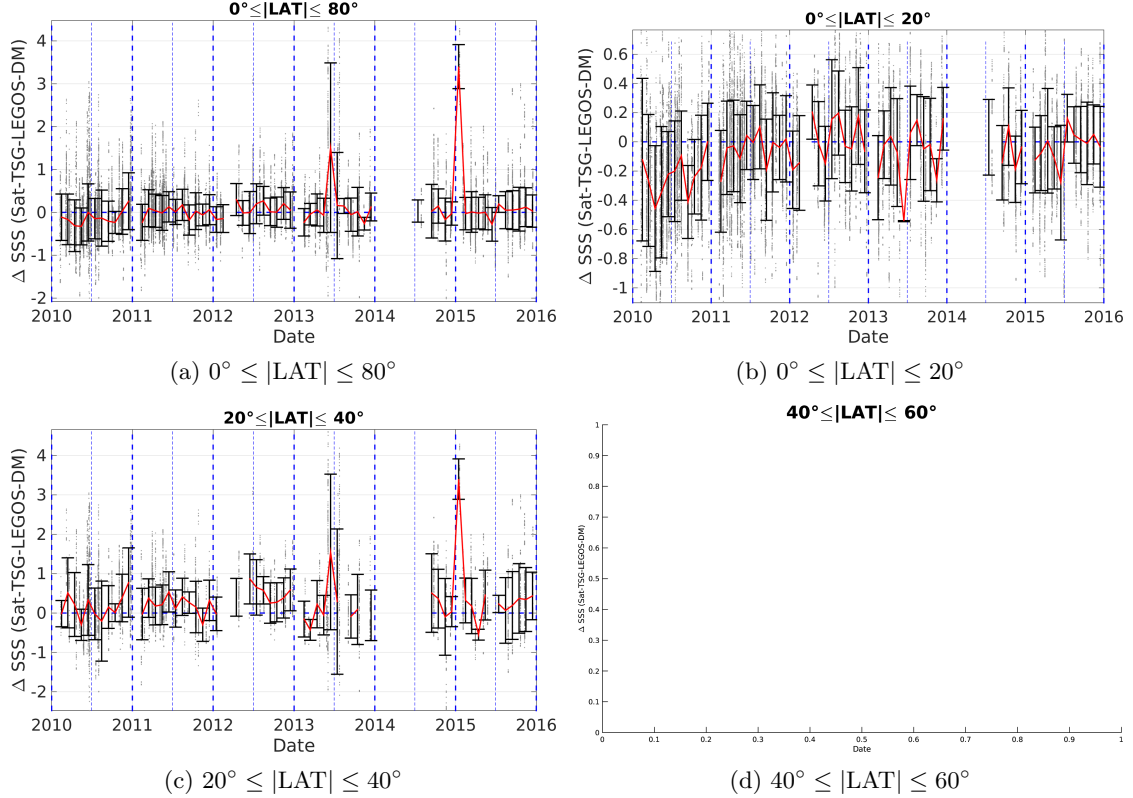 0°≤|LAT|≤ 80°
Δ SSS (Sat-TSG-LEGOS-DM)
4
3
2
1
0
-1
-2
2010 2011 2012 2013 2014 2015 2016
Date
(a) 0° ≤ |LAT| ≤ 80°
0°≤|LAT|≤ 20°
Δ SSS (Sat-TSG-LEGOS-DM)
0.6
0.4
0.2
0
-0.2
-0.4
-0.6
-0.8
-1
2010 2011 2012 2013 2014 2015 2016
Date
(b) 0° ≤ |LAT| ≤ 20°
20°≤|LAT|≤ 40°
Δ SSS (Sat-TSG-LEGOS-DM)
4
3
2
1
0
-1
-2
2010 2011 2012 2013 2014 2015 2016
Date
(c) 20° ≤ |LAT| ≤ 40°
40°≤|LAT|≤ 60°
Δ SSS (Sat-TSG-LEGOS-DM)
1
0.9
0.8
0.7
0.6
0.5
0.4
0.3
0.2
0.1
0
0 0.1 0.2 0.3 0.4 0.5 0.6 0.7 0.8 0.9 1
Date
(d) 40° ≤ |LAT| ≤ 60°